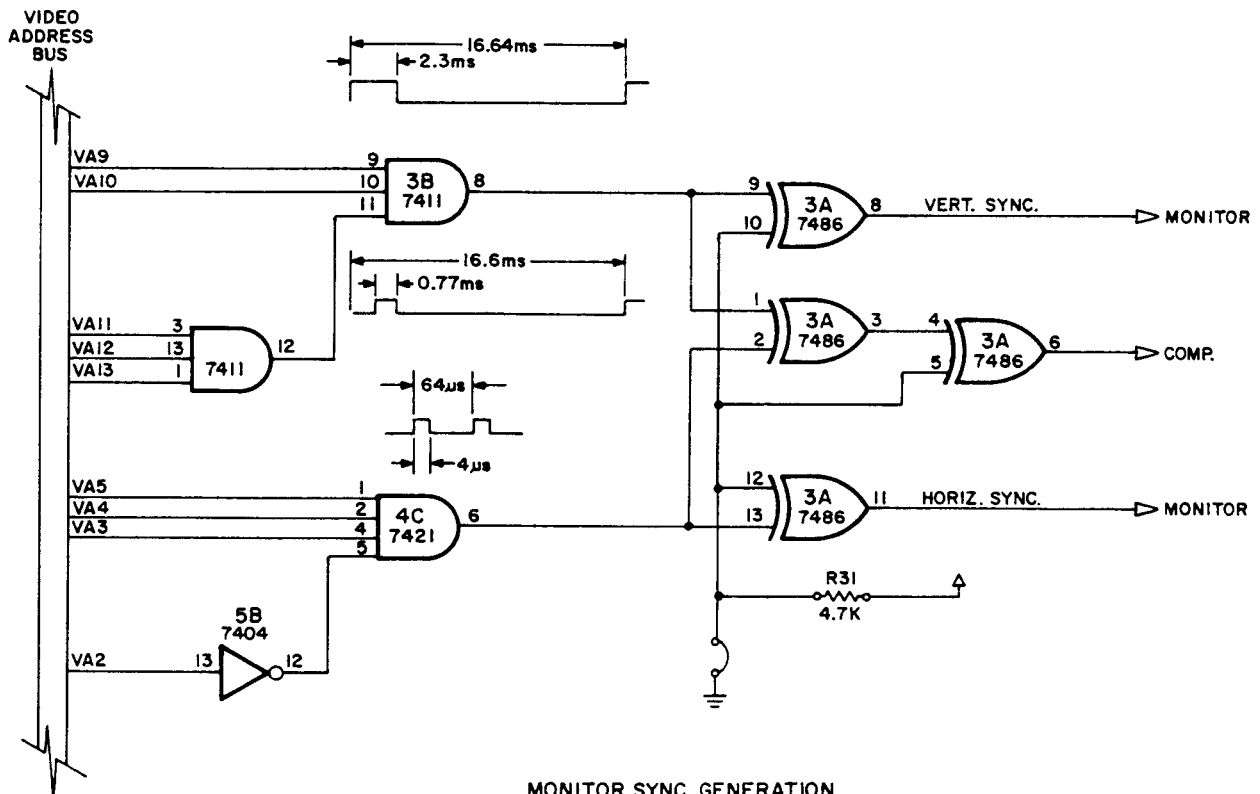 VIDEO
ADDRESS
BUS
16.64ms
2.3ms
VA9
9
VA10
10
3B
7411
8
11
9
10
3A
7486
8
VERT. SYNC.
MONITOR
16.6ms
0.77ms
VA11
3
VA12
13
VA13
1
7411
12
1
2
3A
7486
3
4
5
3A
7486
6
COMP.
64μs
4μs
VA5
1
VA4
2
VA3
4
5
4C
7421
6
12
13
3A
7486
11
HORIZ. SYNC.
MONITOR
R31
4.7K
5B
7404
VA2
13
12
MONITOR SYNC GENERATION